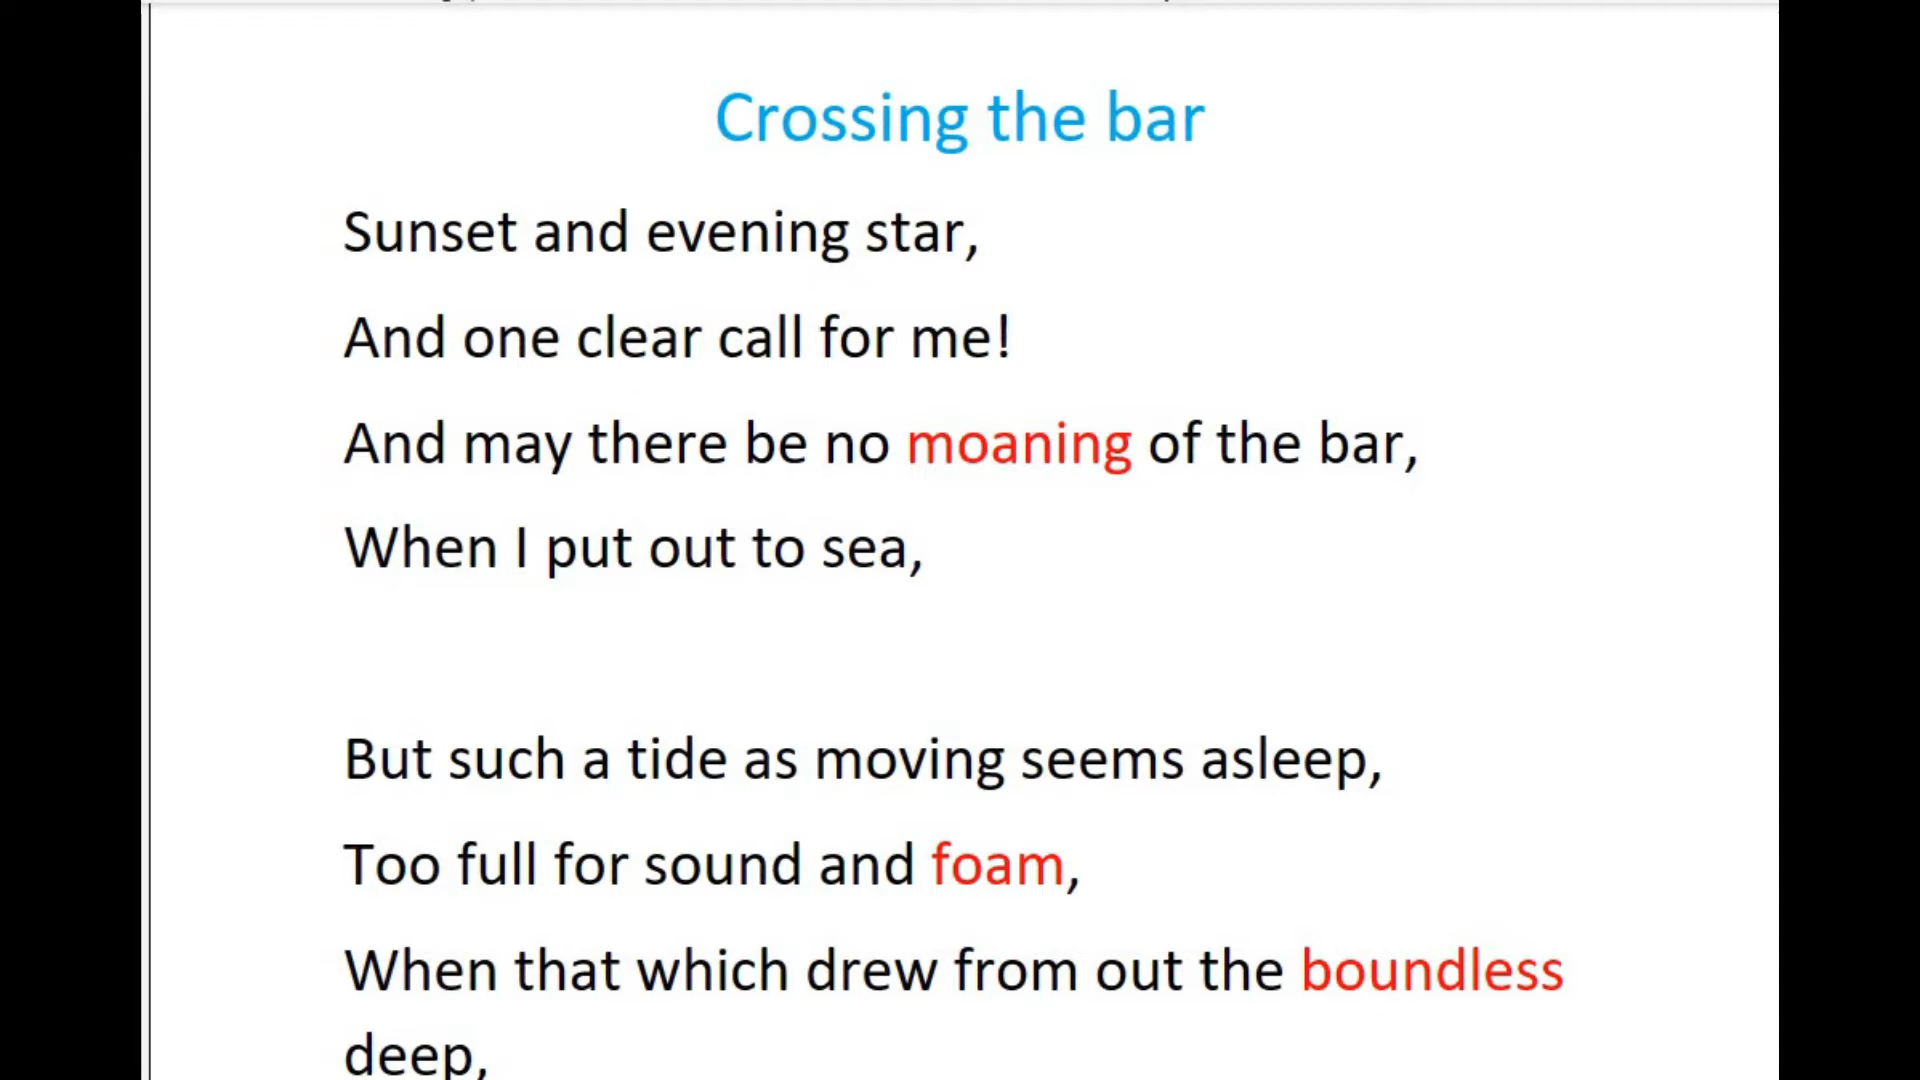 Crossing the bar
Sunset and evening star,
And one clear call for me!
And may there be no moaning of the bar,
When I put out to sea,
But such a tide as moving seems asleep,
Too full for sound and foam,
When that which drew from out the boundless
deep,